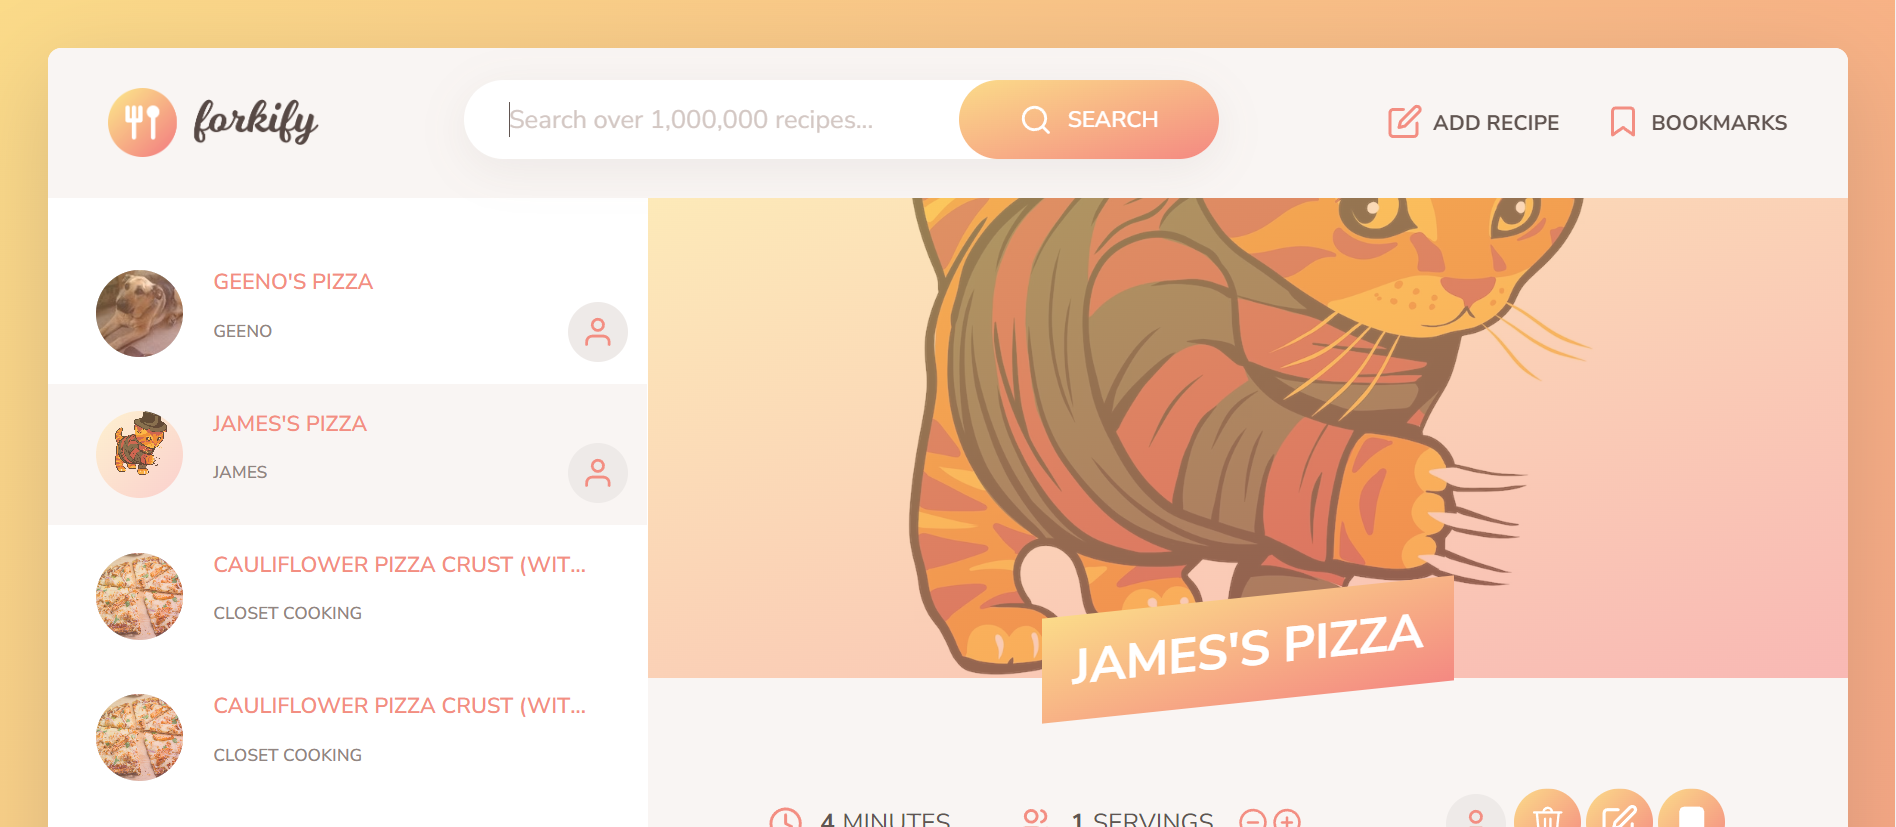 forkify
Search over 1,000,000 recipes...
SEARCH
ADD RECIPE
BOOKMARKS
GEENO'S PIZZA
GEENO
JAMES'S PIZZA
JAMES
CAULIFLOWER PIZZA CRUST (WIT...
CLOSET COOKING
CAULIFLOWER PIZZA CRUST (WIT...
CLOSET COOKING
JAMES'S PIZZA
4 MINUTES
1 SERVINGS